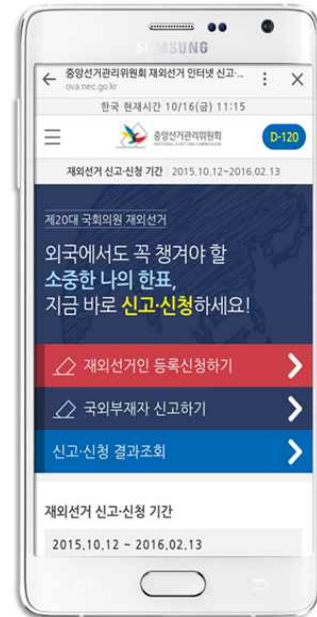 SAMSUNG
중앙선거관리위원회 재외선거 인터넷 신고·...
ova.nec.go.kr
한국 현재시간 10/16(금) 11:15
중앙선거관리위원회
NATIONAL ELECTION COMMISSION
D-120
재외선거 신고·신청 기간 2015.10.12~2016.02.13
제20대 국회의원 재외선거
외국에서도 꼭 챙겨야 할
소중한 나의 한표,
지금 바로 신고·신청하세요!
재외선거인 등록신청하기
국외부재자 신고하기
신고·신청 결과조회
재외선거 신고·신청 기간
2015.10.12 ~ 2016.02.13